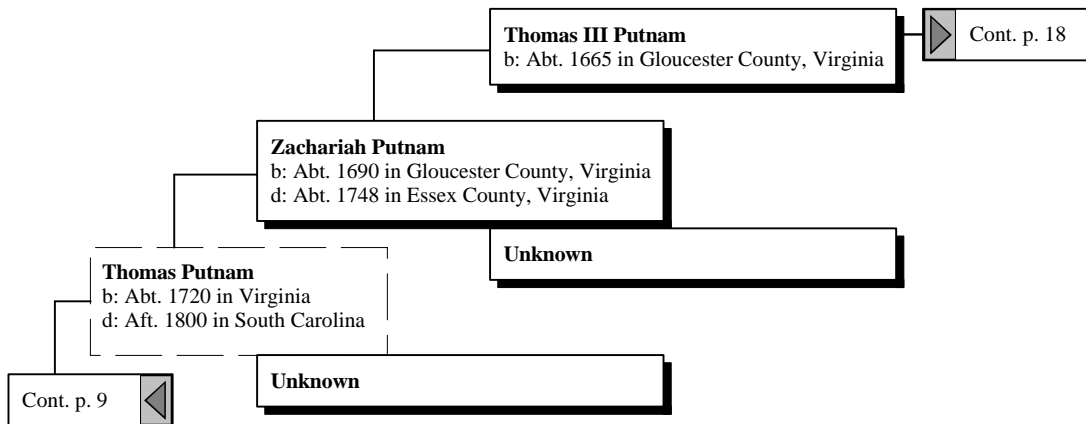 Thomas III Putnam
b: Abt. 1665 in Gloucester County, Virginia
Cont. p. 18
Zachariah Putnam
b: Abt. 1690 in Gloucester County, Virginia
d: Abt. 1748 in Essex County, Virginia
Unknown
Thomas Putnam
b: Abt. 1720 in Virginia
d: Aft. 1800 in South Carolina
Unknown
Cont. p. 9